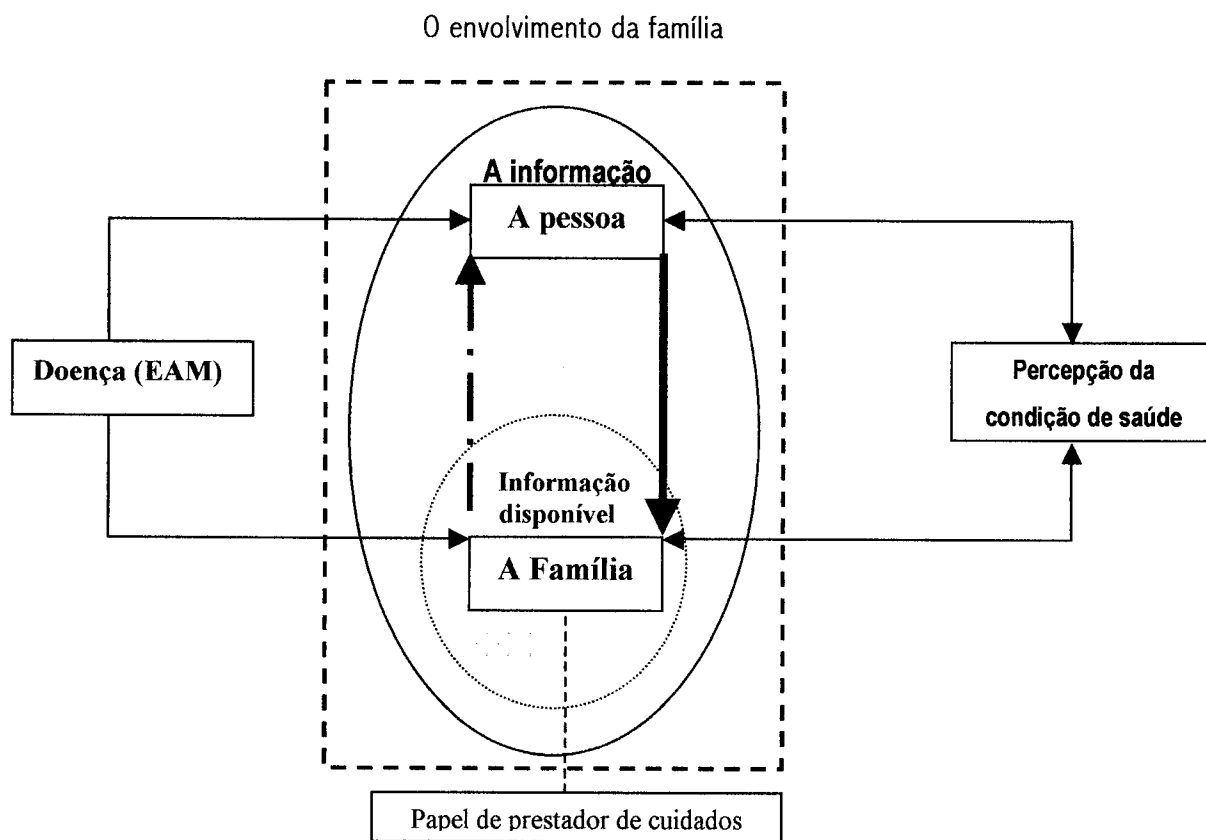 O envolvimento da família
A informação
A pessoa
Doença (EAM)
Percepção da
condição de saúde
Informação
disponível
A Família
Papel de prestador de cuidados